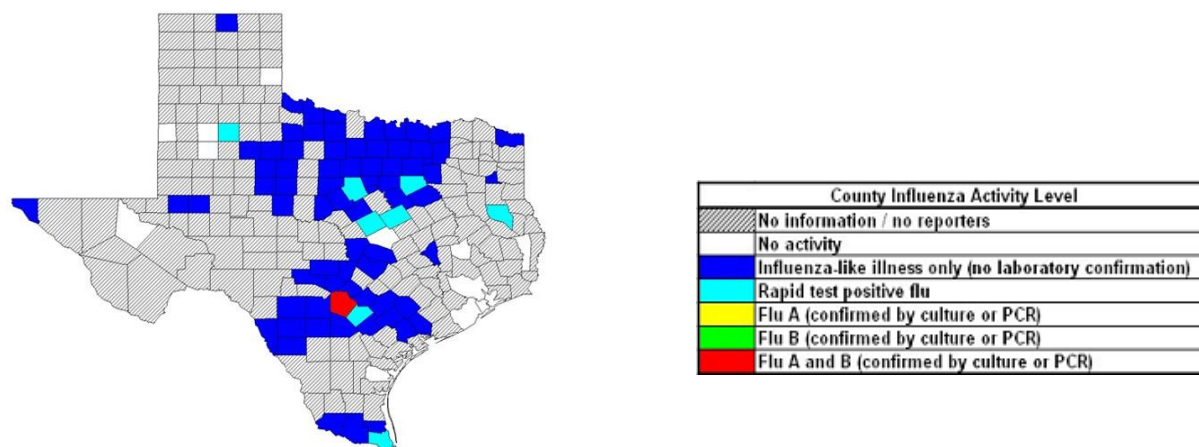 County Influenza Activity Level
No information / no reporters
No activity
Influenza-like illness only (no laboratory confirmation)
Rapid test positive flu
Flu A (confirmed by culture or PCR)
Flu B (confirmed by culture or PCR)
Flu A and B (confirmed by culture or PCR)